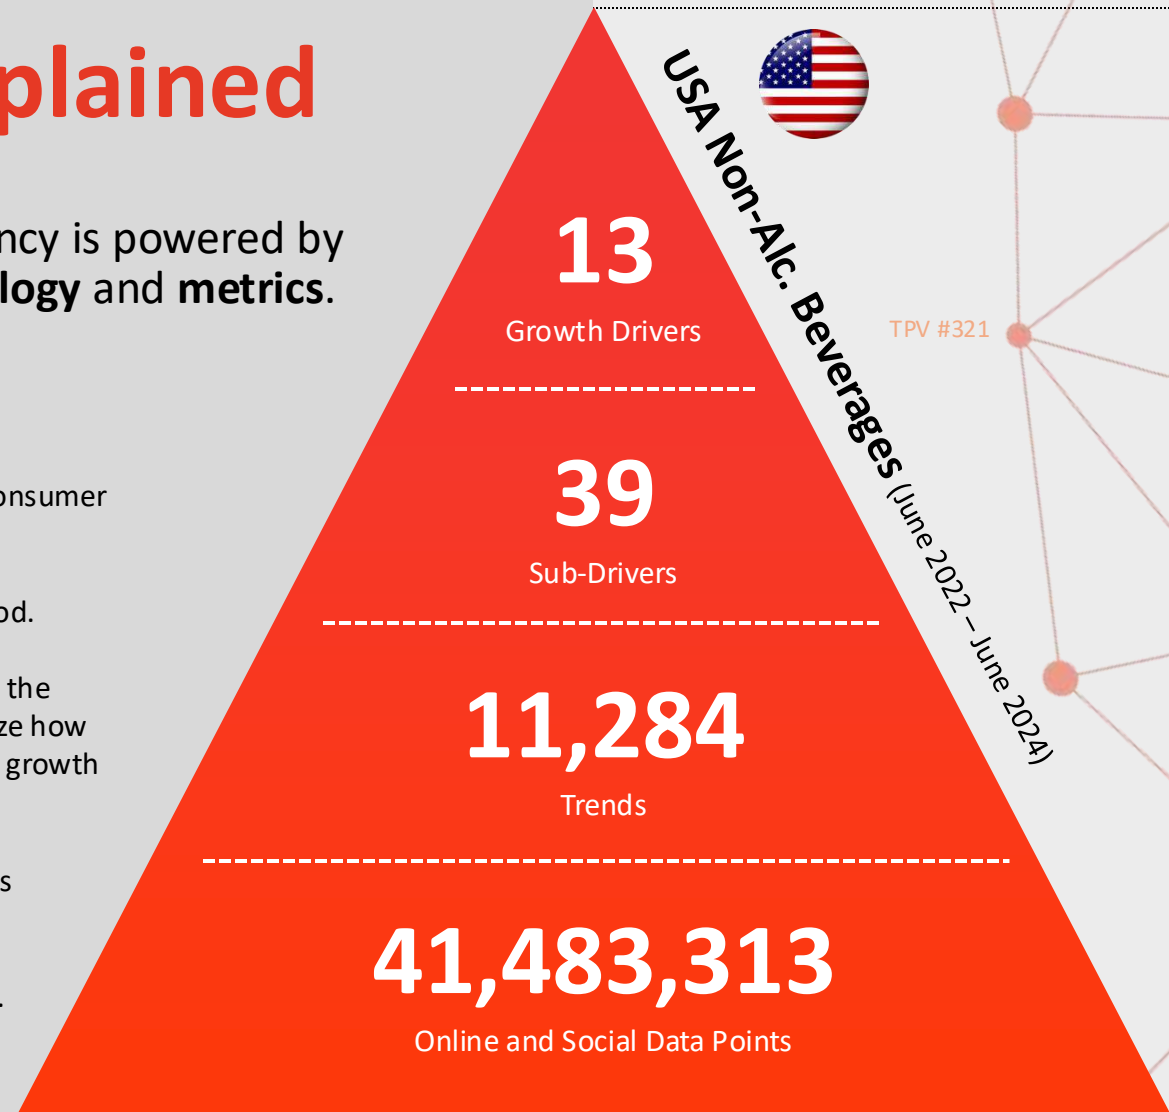 plained
ncy is powered by
logy and metrics.
onsumer
od.
the
ze how
growth
s
.
13
Growth Drivers
39
Sub-Drivers
11,284
Trends
41,483,313
Online and Social Data Points
USA Non-Alc. Beverages (June 2022 – June 2024)
TPV #321